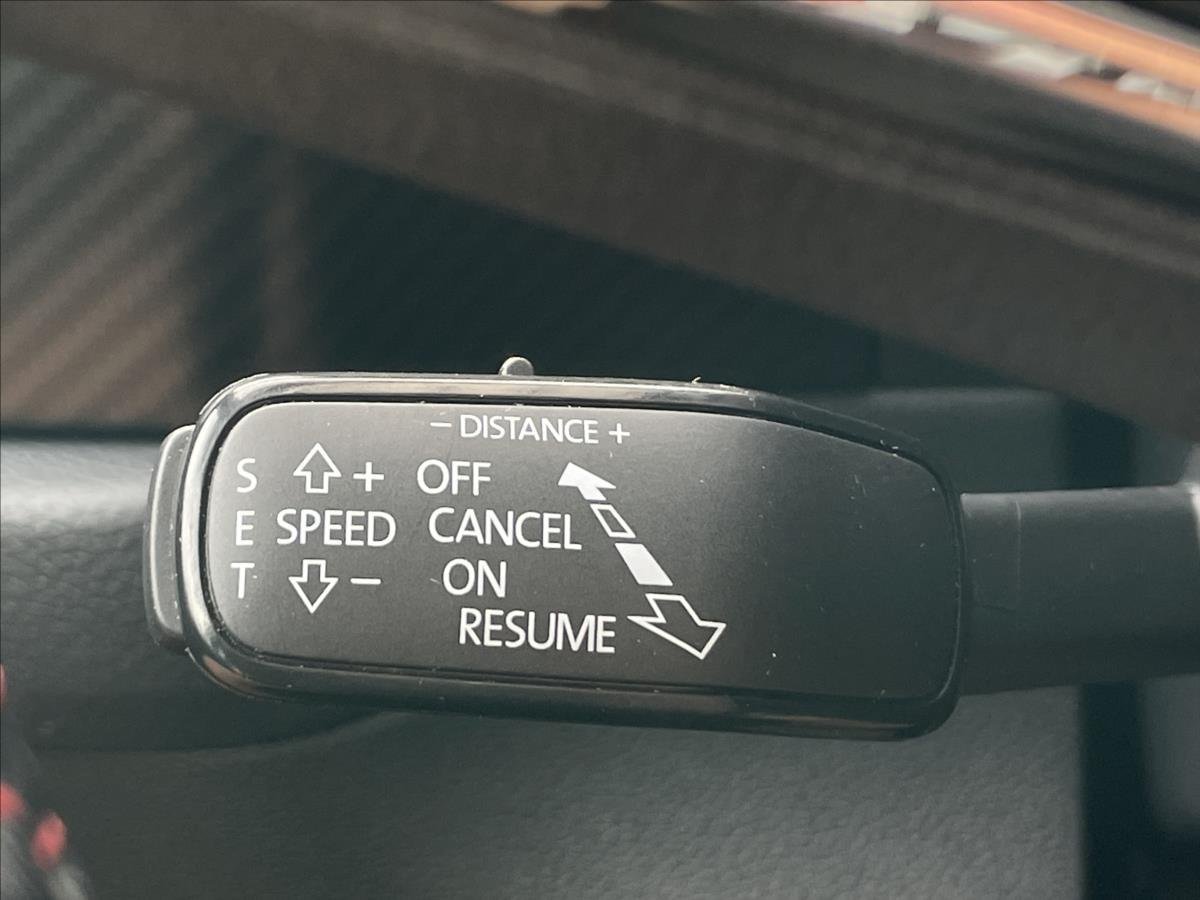 − DISTANCE +
S + OFF
E SPEED CANCEL
T − ON
RESUME